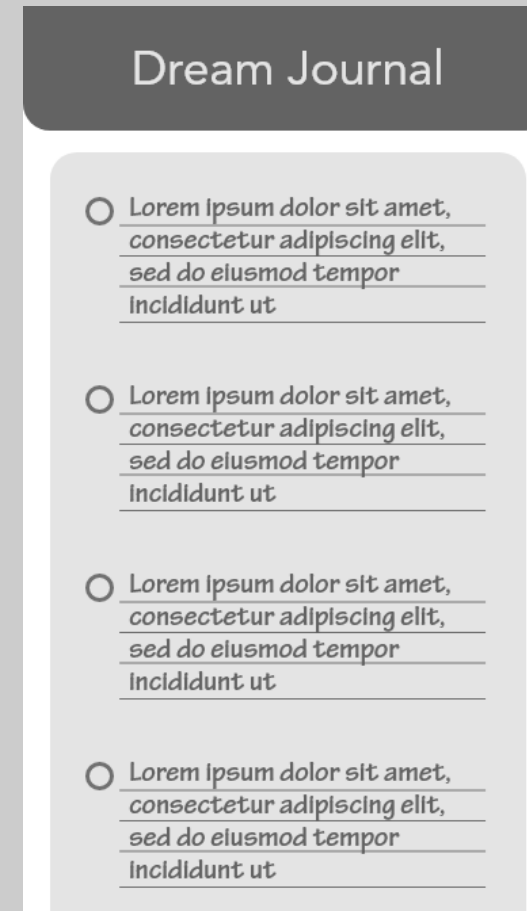 Dream Journal
Lorem ipsum dolor sit amet,
consectetur adipiscing elit,
sed do eiusmod tempor
incididunt ut
Lorem ipsum dolor sit amet,
consectetur adipiscing elit,
sed do eiusmod tempor
incididunt ut
Lorem ipsum dolor sit amet,
consectetur adipiscing elit,
sed do eiusmod tempor
incididunt ut
Lorem ipsum dolor sit amet,
consectetur adipiscing elit,
sed do eiusmod tempor
incididunt ut